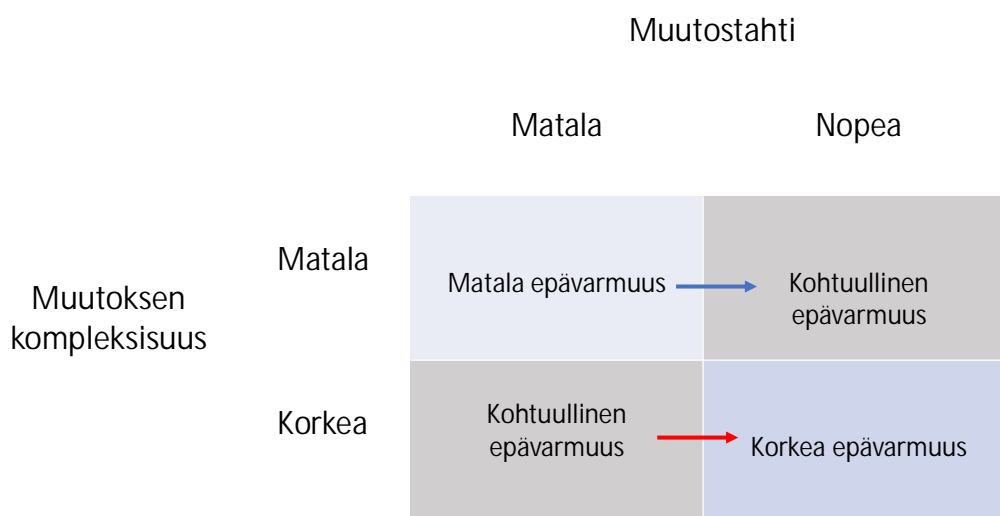 Muutostahti
Matala
Nopea
Muutoksen
kompleksisuus
Matala
Matala epävarmuus
Kohtuullinen
epävarmuus
Korkea
Kohtuullinen
epävarmuus
Korkea epävarmuus